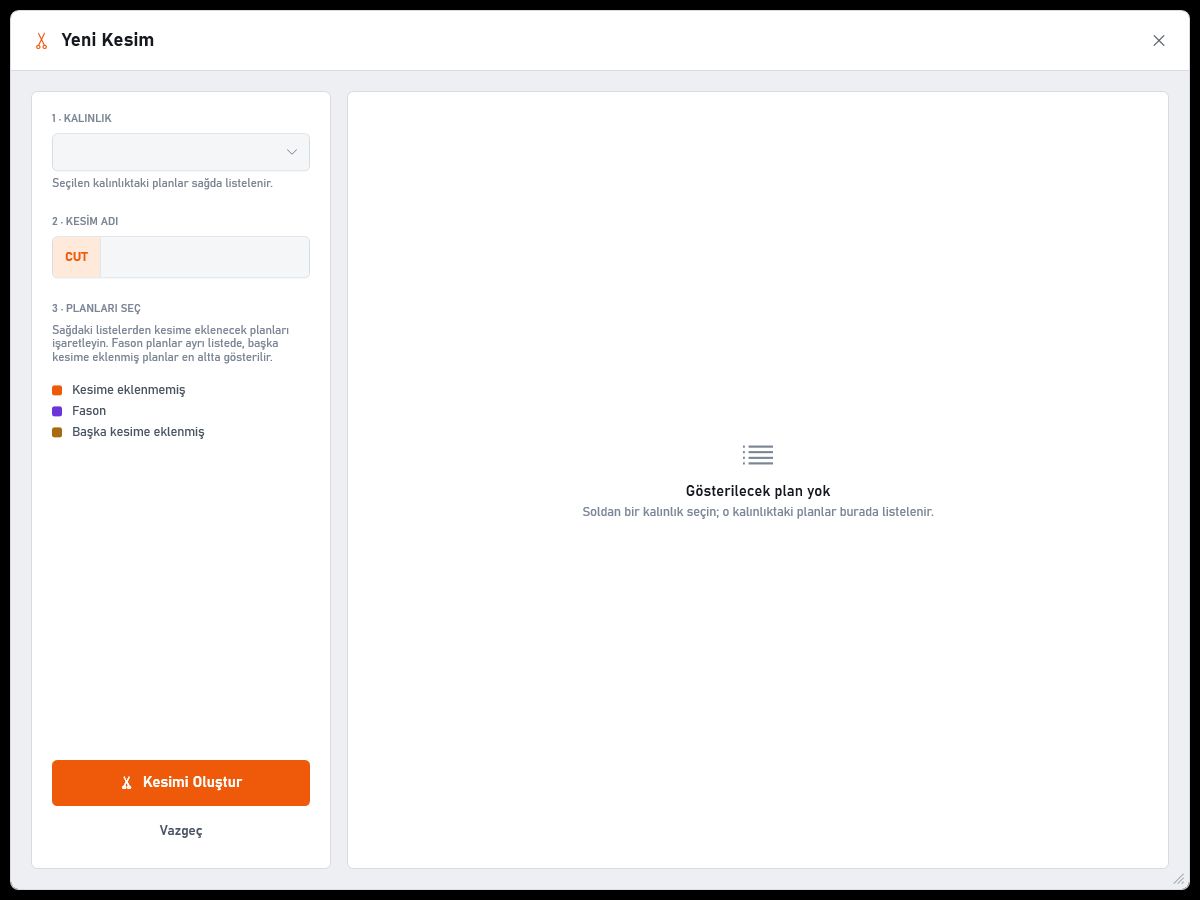 Yeni Kesim
1 · KALINLIK
Seçilen kalınlıktaki planlar sağda listelenir.
2 · KESİM ADI
CUT
3 · PLANLARI SEÇ
Sağdaki listelerden kesime eklenecek planları
işaretleyin. Fason planlar ayrı listede, başka
kesime eklenmiş planlar en altta gösterilir.
Kesime eklenmemiş
Fason
Başka kesime eklenmiş
Kesimi Oluştur
Vazgeç
Gösterilecek plan yok
Soldan bir kalınlık seçin; o kalınlıktaki planlar burada listelenir.